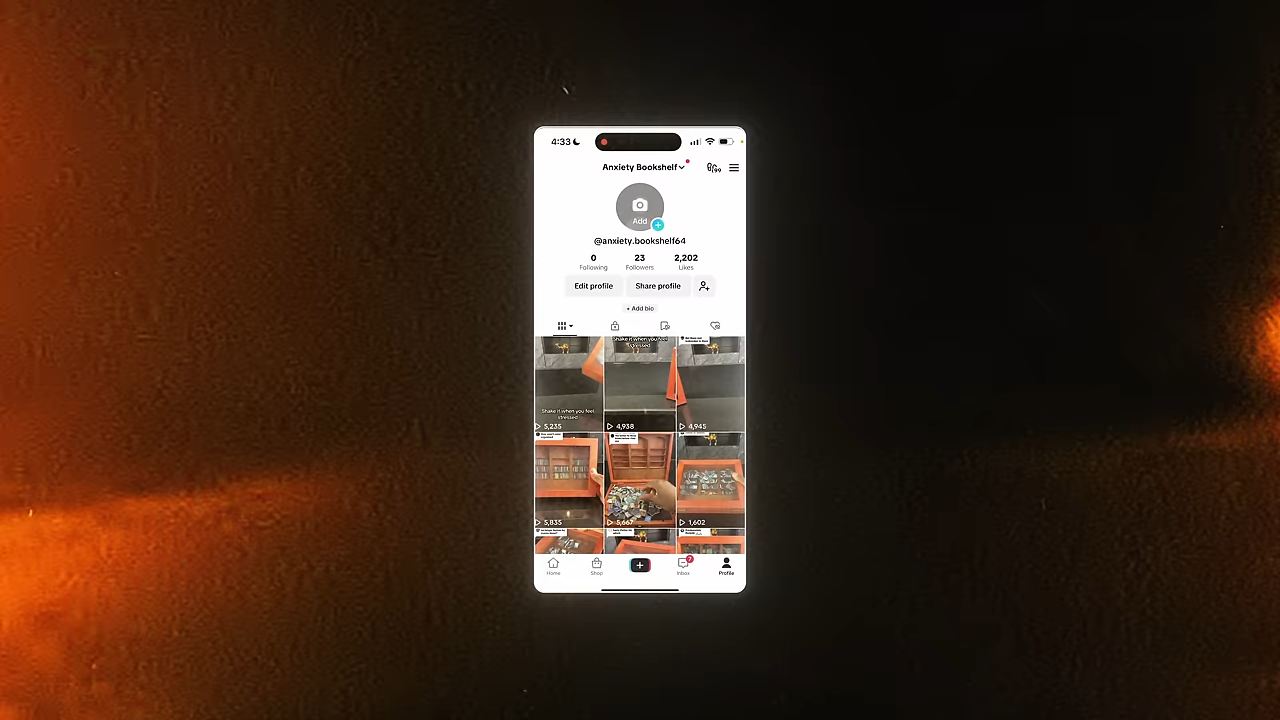 4:33
Anxiety Bookshelf
99
Add
@anxiety.bookshelf64
0 23 2,202
Following Followers Likes
Edit profile Share profile
+ Add bio
Shake it when you feel
stressed
Shake it when you feel
stressed
5,235 4,938 4,945
5,835 5,667 1,602
7
Home Shop Inbox Profile